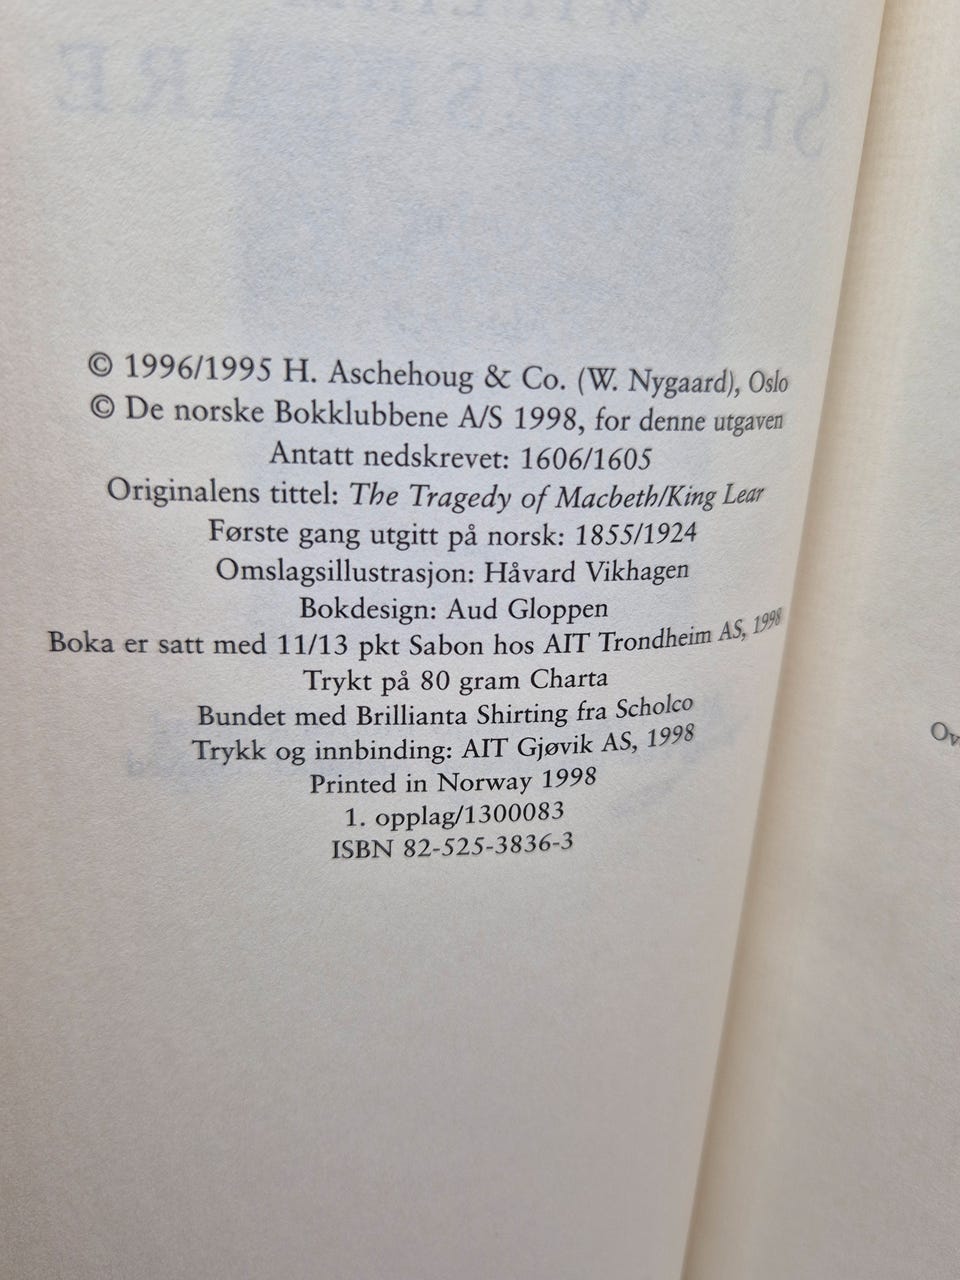 © 1996/1995 H. Aschehoug & Co. (W. Nygaard), Oslo
© De norske Bokklubbene A/S 1998, for denne utgaven
Antatt nedskrevet: 1606/1605
Originalens tittel: The Tragedy of Macbeth/King Lear
Første gang utgitt på norsk: 1855/1924
Omslagsillustrasjon: Håvard Vikhagen
Bokdesign: Aud Gloppen
Boka er satt med 11/13 pkt Sabon hos AIT Trondheim AS, 1998
Trykt på 80 gram Charta
Bundet med Brillianta Shirting fra Scholco
Trykk og innbinding: AIT Gjøvik AS, 1998
Printed in Norway 1998
1. opplag/1300083
ISBN 82-525-3836-3